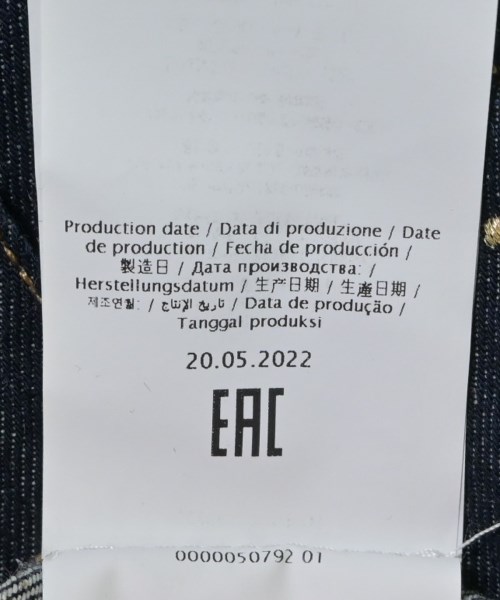 Production date / Data di produzione / Date
de production / Fecha de producción /
製造日 / Дата производства: /
Herstellungsdatum / 生产日期 / 生產日期 /
제조연월: / تاريخ الإنتاج / Data de produção /
Tanggal produksi
20.05.2022
EAC
0000050792 01